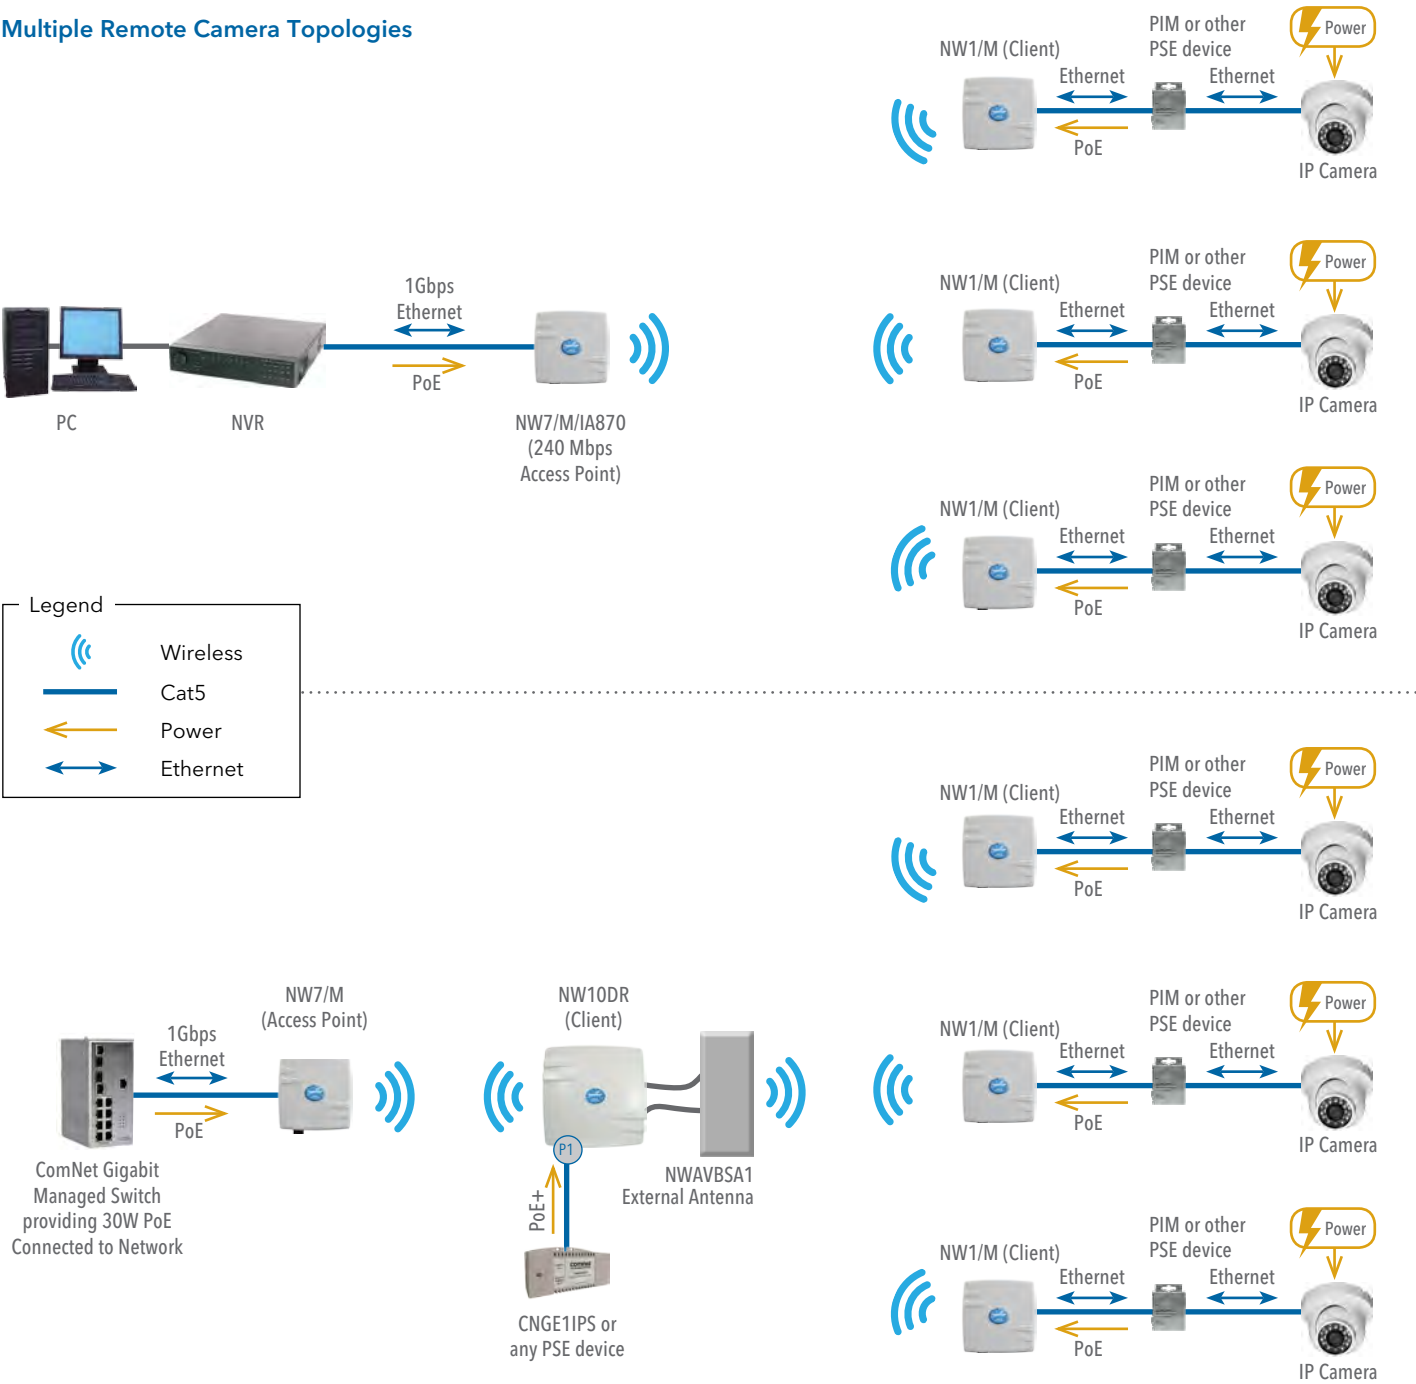 Multiple Remote Camera Topologies
NW1/M (Client)
PIM or other
PSE device
Power
Ethernet
Ethernet
PoE
IP Camera
1Gbps
Ethernet
PoE
PC
NVR
NW7/M/IA870
(240 Mbps
Access Point)
NW1/M (Client)
PIM or other
PSE device
Power
Ethernet
Ethernet
PoE
IP Camera
NW1/M (Client)
PIM or other
PSE device
Power
Ethernet
Ethernet
PoE
IP Camera
Legend
Wireless
Cat5
Power
Ethernet
NW1/M (Client)
PIM or other
PSE device
Power
Ethernet
Ethernet
PoE
IP Camera
1Gbps
Ethernet
PoE
ComNet Gigabit
Managed Switch
providing 30W PoE
Connected to Network
NW7/M
(Access Point)
NW10DR
(Client)
P1
PoE+
NWAVBSA1
External Antenna
CNGE1IPS or
any PSE device
NW1/M (Client)
PIM or other
PSE device
Power
Ethernet
Ethernet
PoE
IP Camera
NW1/M (Client)
PIM or other
PSE device
Power
Ethernet
Ethernet
PoE
IP Camera